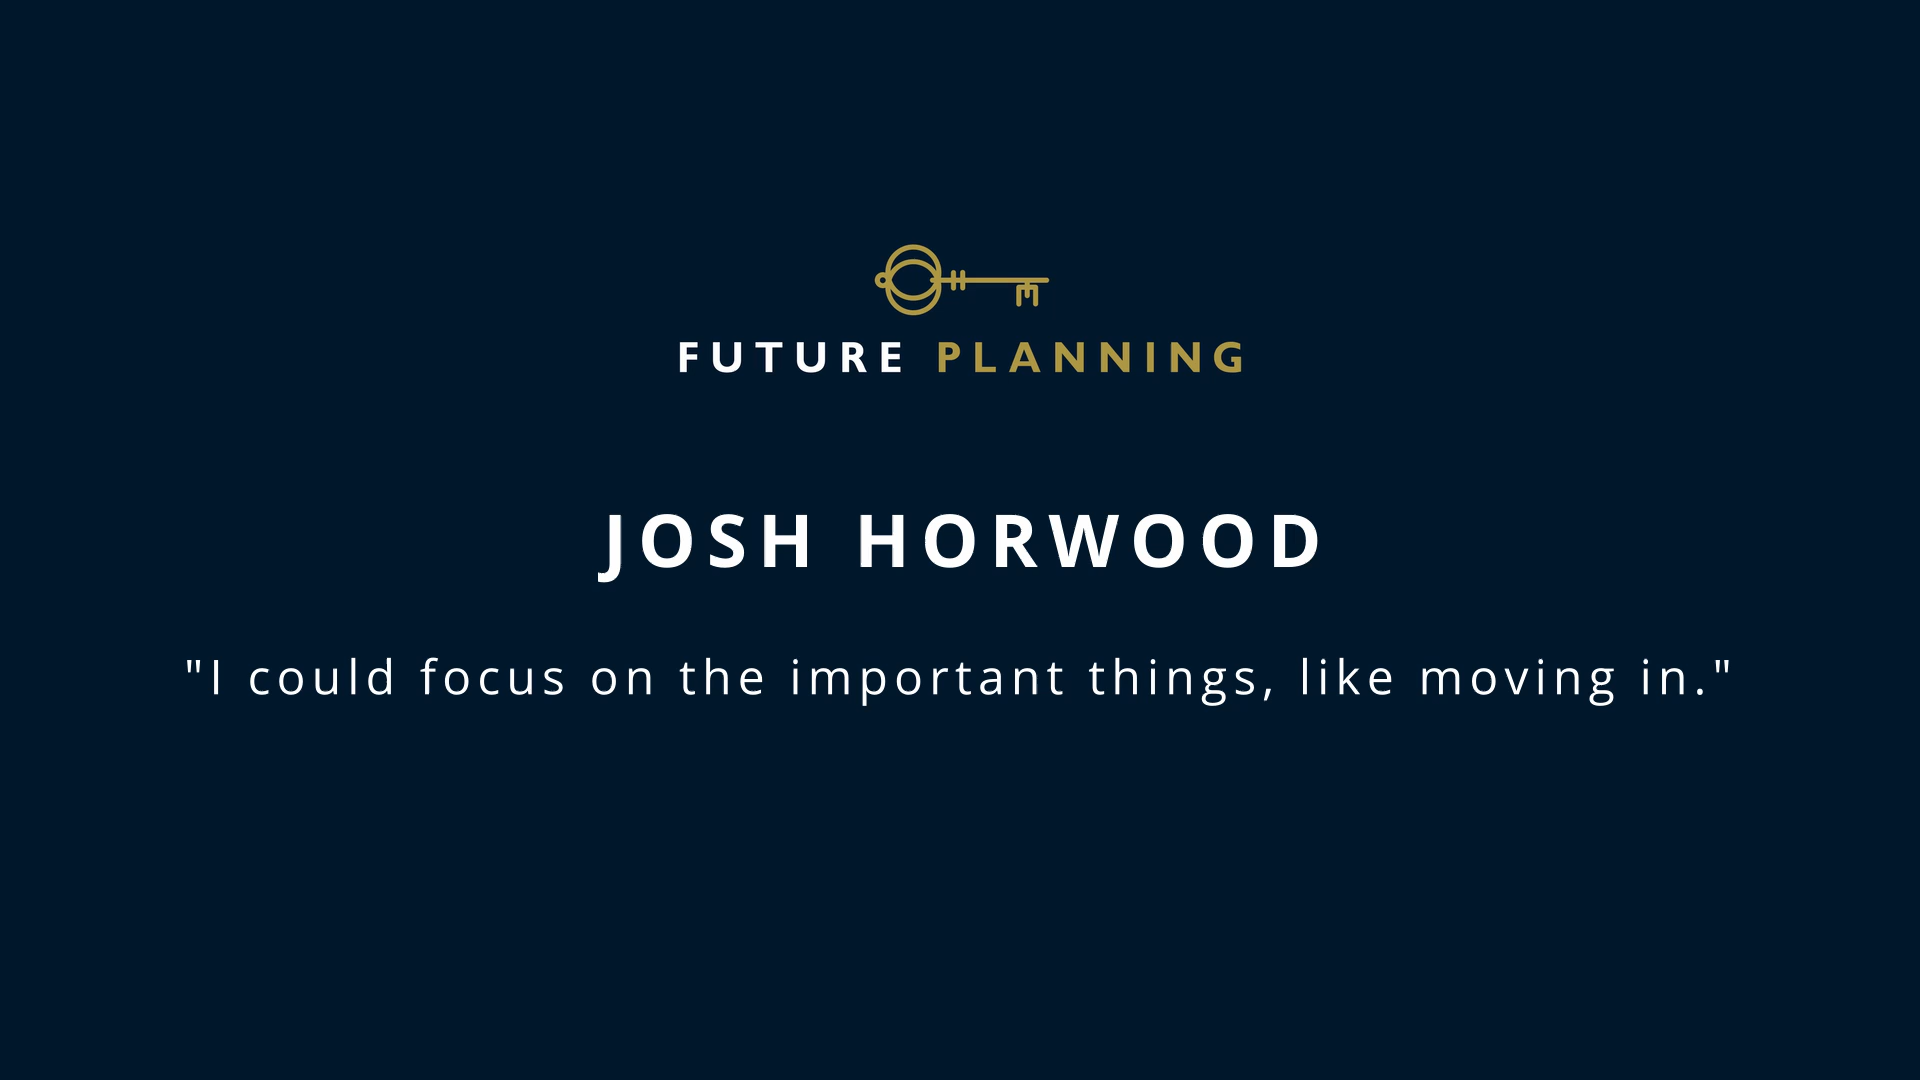 FUTURE PLANNING
JOSH HORWOOD
"I could focus on the important things, like moving in."